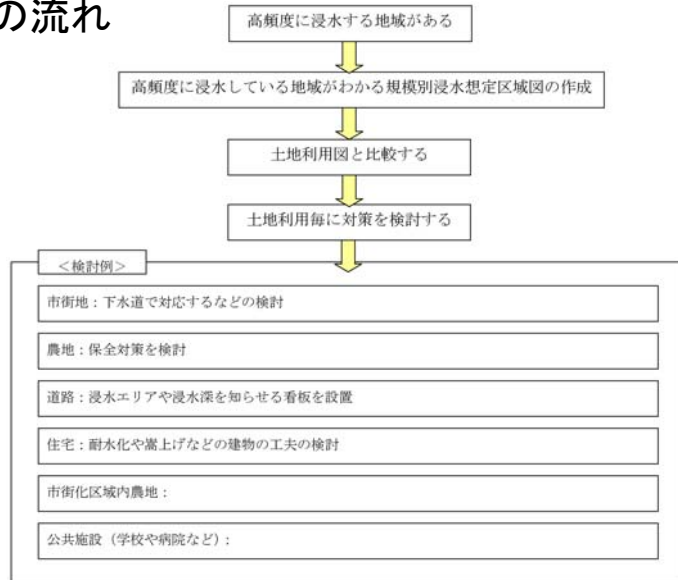 の流れ
高頻度に浸水する地域がある
高頻度に浸水している地域がわかる規模別浸水想定区域図の作成
土地利用図と比較する
土地利用毎に対策を検討する
＜検討例＞
市街地：下水道で対応するなどの検討
農地：保全対策を検討
道路：浸水エリアや浸水深を知らせる看板を設置
住宅：耐水化や嵩上げなどの建物の工夫の検討
市街化区域内農地：
公共施設（学校や病院など）：